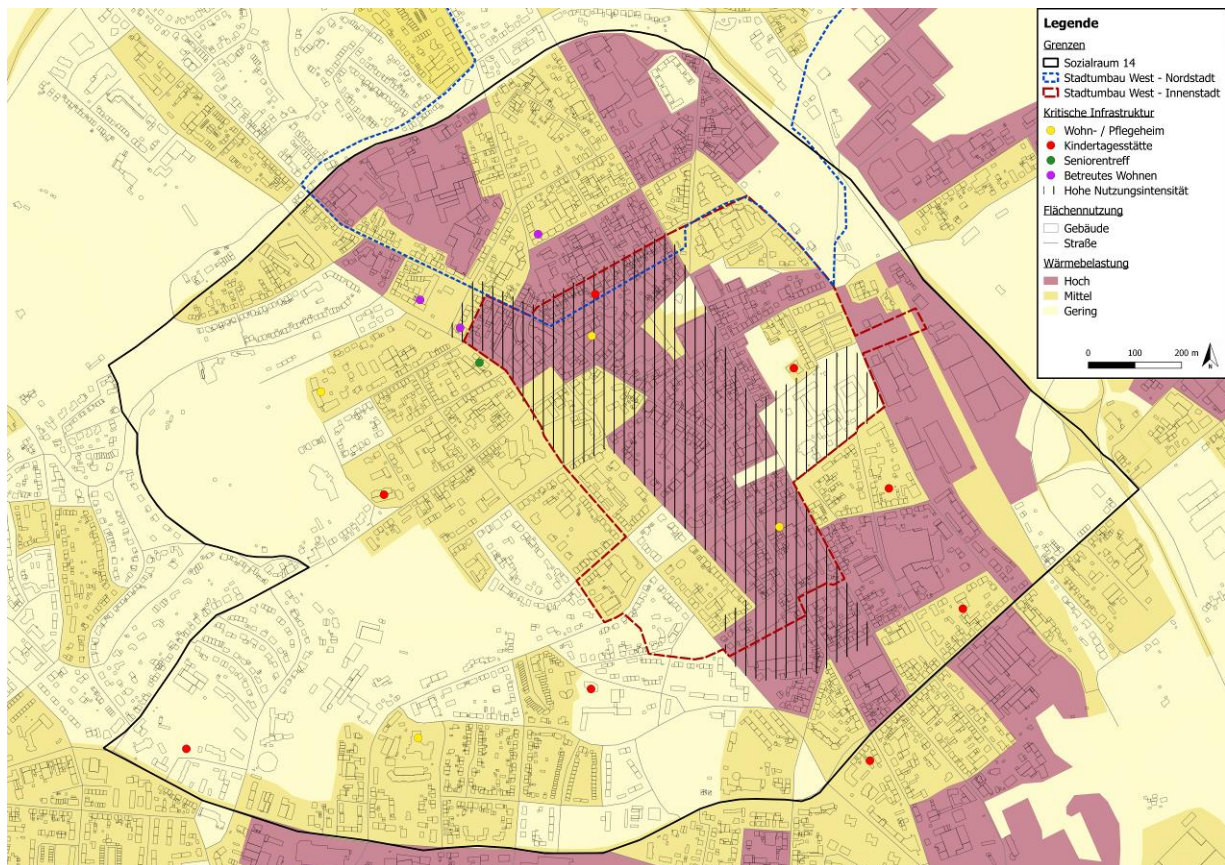 Legende
Grenzen
Sozialraum 14
Stadtumbau West - Nordstadt
Stadtumbau West - Innenstadt
Kritische Infrastruktur
Wohn- / Pflegeheim
Kindertagesstätte
Seniorentreff
Betreutes Wohnen
Hohe Nutzungsintensität
Flächennutzung
Gebäude
Straße
Wärmebelastung
Hoch
Mittel
Gering
0 100 200 m
N